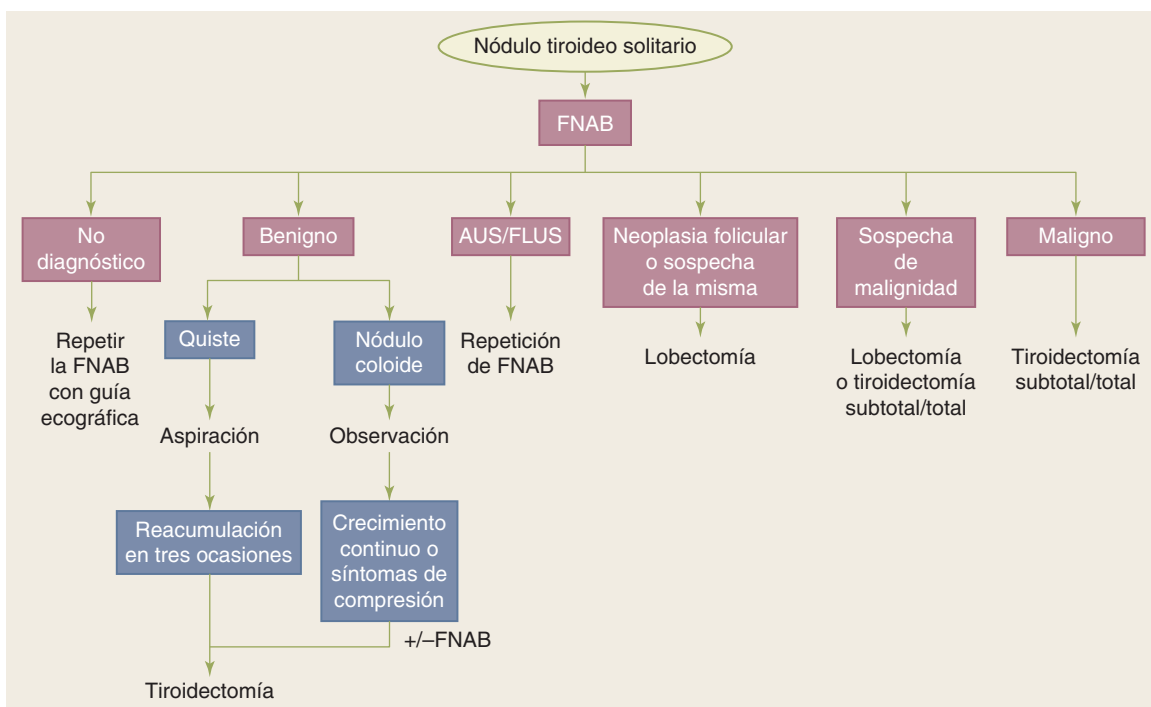 Nódulo tiroideo solitario
FNAB
No
diagnóstico
Benigno
AUS/FLUS
Neoplasia folicular
o sospecha
de la misma
Sospecha
de
malignidad
Maligno
Repetir
la FNAB
con guía
ecográfica
Quiste
Nódulo
coloide
Repetición
de FNAB
Lobectomía
Lobectomía
o tiroidectomía
subtotal/total
Tiroidectomía
subtotal/total
Aspiración
Observación
Reacumulación
en tres ocasiones
Crecimiento
continuo o
síntomas de
compresión
+/–FNAB
Tiroidectomía